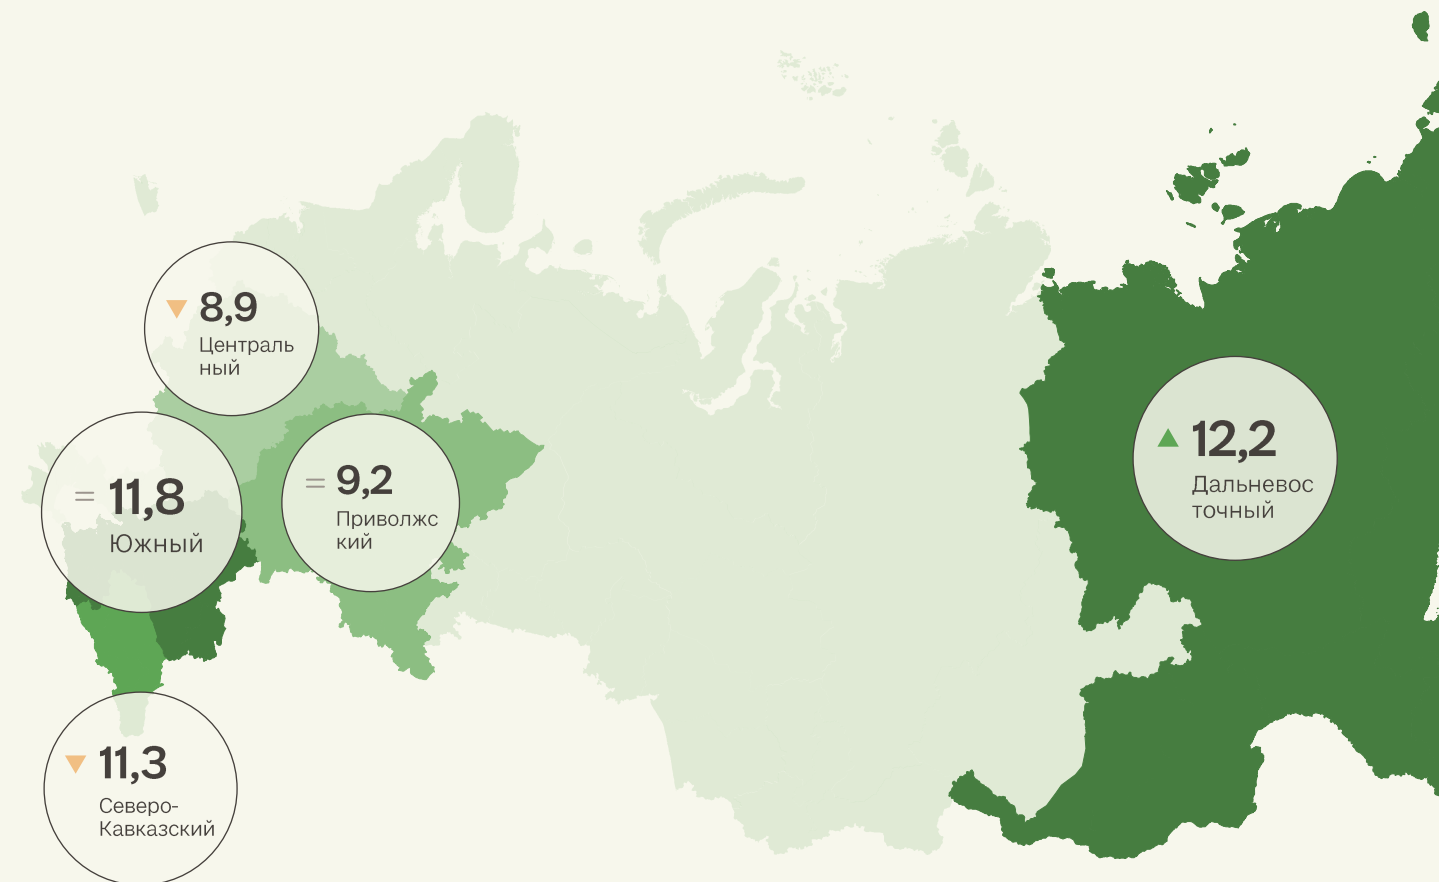 8,9
Централь
ный
= 11,8
Южный
= 9,2
Приволжс
кий
12,2
Дальневос
точный
11,3
Северо-
Кавказский